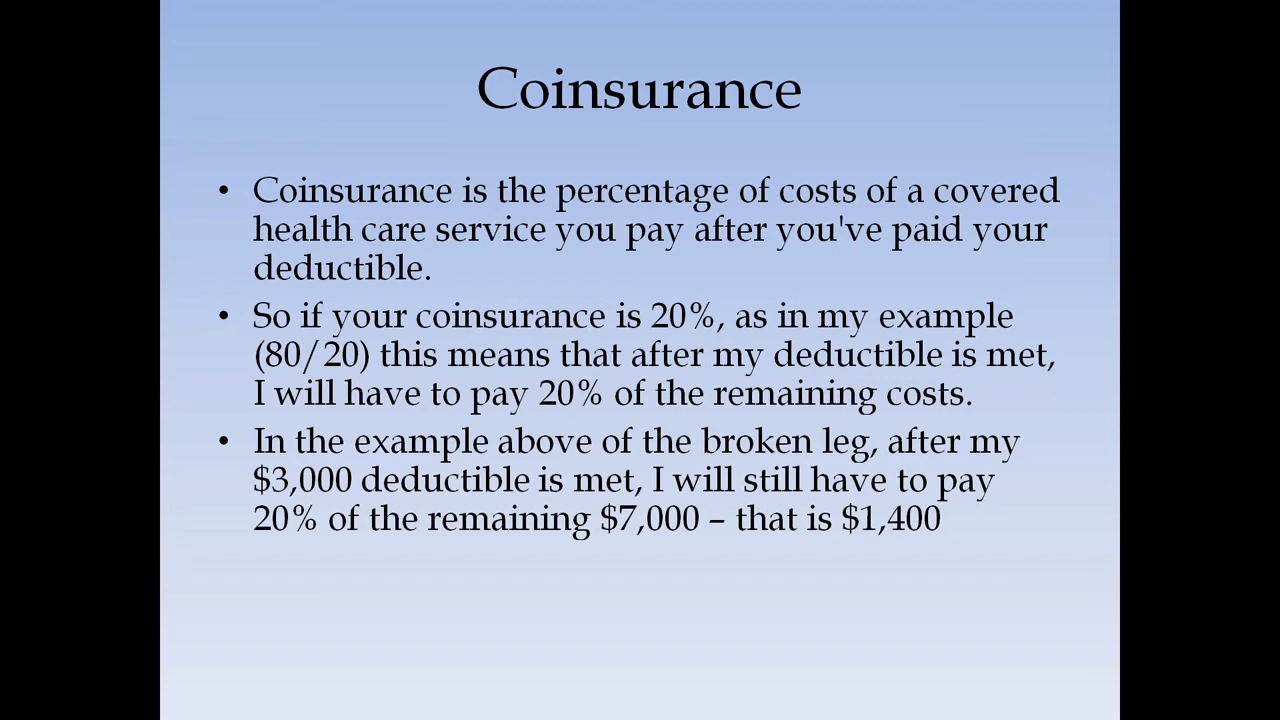 Coinsurance
• Coinsurance is the percentage of costs of a covered
health care service you pay after you've paid your
deductible.
• So if your coinsurance is 20%, as in my example
(80/20) this means that after my deductible is met,
I will have to pay 20% of the remaining costs.
• In the example above of the broken leg, after my
$3,000 deductible is met, I will still have to pay
20% of the remaining $7,000 – that is $1,400